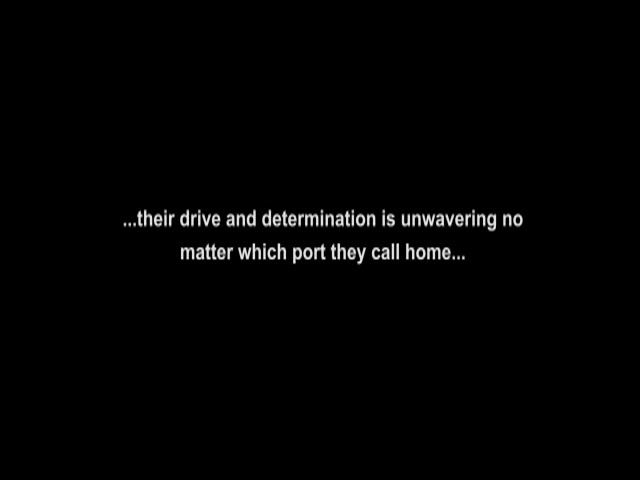 ...their drive and determination is unwavering no
matter which port they call home...